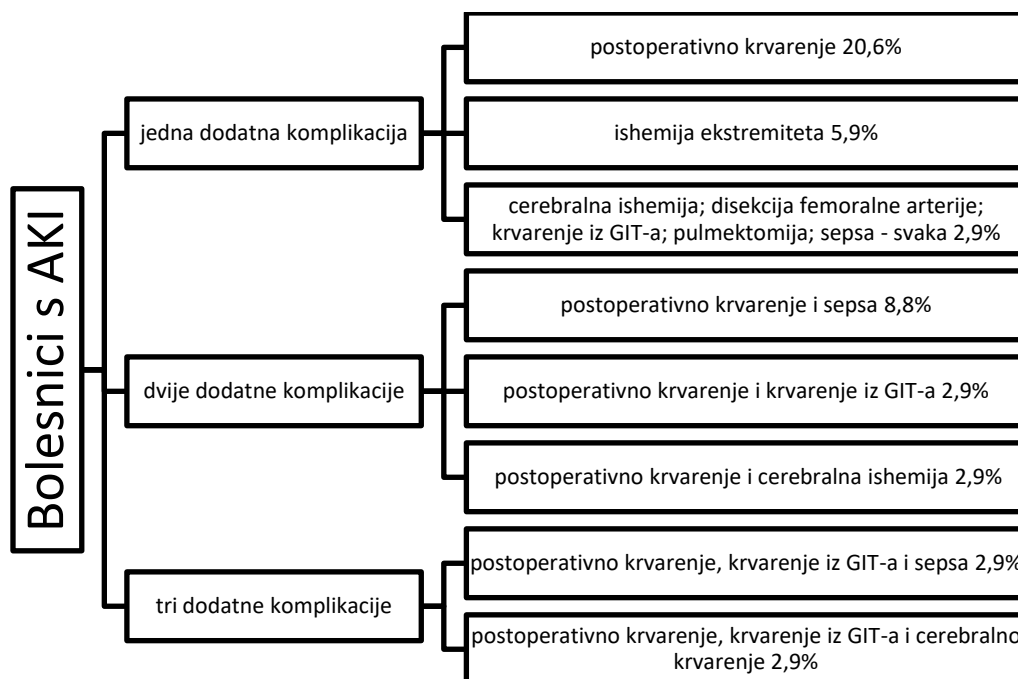 Bolesnici s AKI
jedna dodatna komplikacija
postoperativno krvarenje 20,6%
ishemija ekstremiteta 5,9%
cerebralna ishemija; disekcija femoralne arterije;
krvarenje iz GIT-a; pulmektomija; sepsa - svaka 2,9%
dvije dodatne komplikacije
postoperativno krvarenje i sepsa 8,8%
postoperativno krvarenje i krvarenje iz GIT-a 2,9%
postoperativno krvarenje i cerebralna ishemija 2,9%
tri dodatne komplikacije
postoperativno krvarenje, krvarenje iz GIT-a i sepsa 2,9%
postoperativno krvarenje, krvarenje iz GIT-a i cerebralno
krvarenje 2,9%